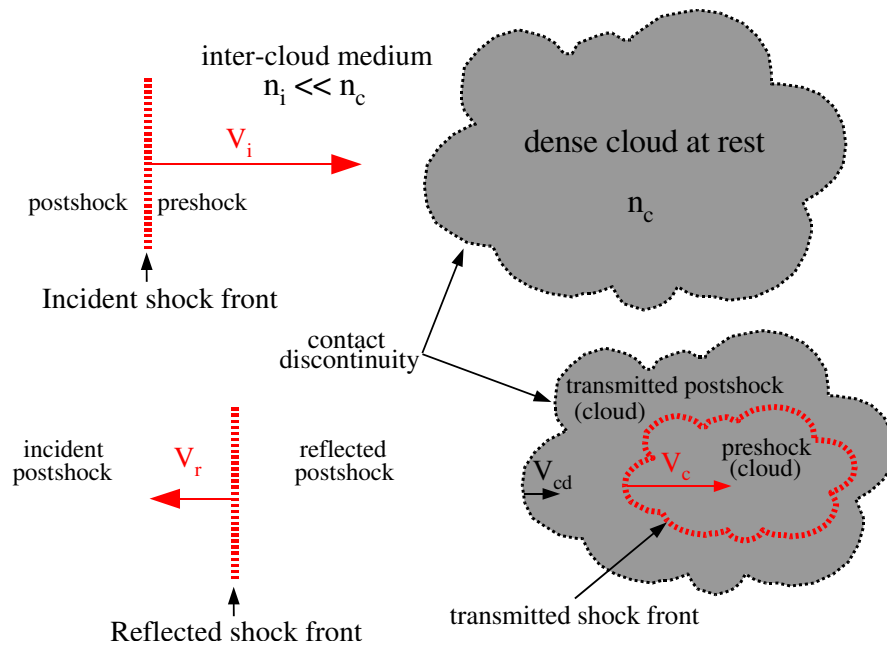 inter-cloud medium
n_i << n_c
V_i
postshock preshock
Incident shock front
dense cloud at rest
n_c
contact
discontinuity
incident
postshock
V_r
reflected
postshock
Reflected shock front
transmitted postshock
(cloud)
preshock
(cloud)
V_cd
V_c
transmitted shock front